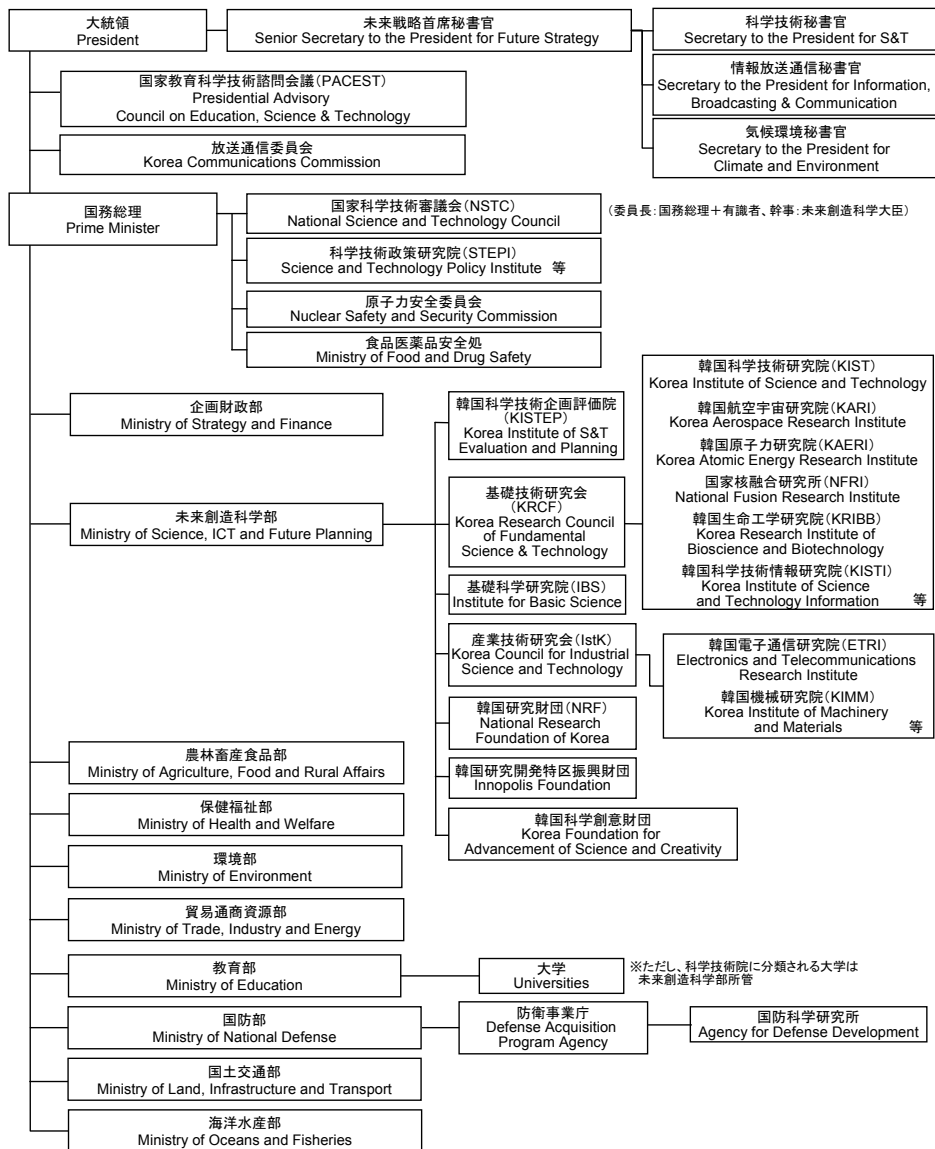 大統領
President
未来戦略首席秘書官
Senior Secretary to the President for Future Strategy
科学技術秘書官
Secretary to the President for S&T
情報放送通信秘書官
Secretary to the President for Information,
Broadcasting & Communication
気候環境秘書官
Secretary to the President for
Climate and Environment
国家教育科学技術諮問会議(PACEST)
Presidential Advisory
Council on Education, Science & Technology
放送通信委員会
Korea Communications Commission
国務総理
Prime Minister
国家科学技術審議会(NSTC)
National Science and Technology Council
(委員長:国務総理+有識者、幹事:未来創造科学大臣)
科学技術政策研究院(STEPI)
Science and Technology Policy Institute 等
原子力安全委員会
Nuclear Safety and Security Commission
食品医薬品安全処
Ministry of Food and Drug Safety
企画財政部
Ministry of Strategy and Finance
未来創造科学部
Ministry of Science, ICT and Future Planning
韓国科学技術企画評価院
(KISTEP)
Korea Institute of S&T
Evaluation and Planning
基礎技術研究会
(KRCF)
Korea Research Council
of Fundamental
Science & Technology
韓国科学技術研究院(KIST)
Korea Institute of Science and Technology
韓国航空宇宙研究院(KARI)
Korea Aerospace Research Institute
韓国原子力研究院(KAERI)
Korea Atomic Energy Research Institute
国家核融合研究所(NFRI)
National Fusion Research Institute
韓国生命工学研究院(KRIBB)
Korea Research Institute of
Bioscience and Biotechnology
韓国科学技術情報研究院(KISTI)
Korea Institute of Science
and Technology Information 等
基礎科学研究院(IBS)
Institute for Basic Science
産業技術研究会(IstK)
Korea Council for Industrial
Science and Technology
韓国電子通信研究院(ETRI)
Electronics and Telecommunications
Research Institute
韓国機械研究院(KIMM)
Korea Institute of Machinery
and Materials 等
韓国研究財団(NRF)
National Research
Foundation of Korea
韓国研究開発特区振興財団
Innopolis Foundation
韓国科学創意財団
Korea Foundation for
Advancement of Science and Creativity
農林畜産食品部
Ministry of Agriculture, Food and Rural Affairs
保健福祉部
Ministry of Health and Welfare
環境部
Ministry of Environment
貿易通商資源部
Ministry of Trade, Industry and Energy
教育部
Ministry of Education
大学
Universities
※ただし、科学技術院に分類される大学は
未来創造科学部所管
国防部
Ministry of National Defense
防衛事業庁
Defense Acquisition
Program Agency
国防科学研究所
Agency for Defense Development
国土交通部
Ministry of Land, Infrastructure and Transport
海洋水産部
Ministry of Oceans and Fisheries